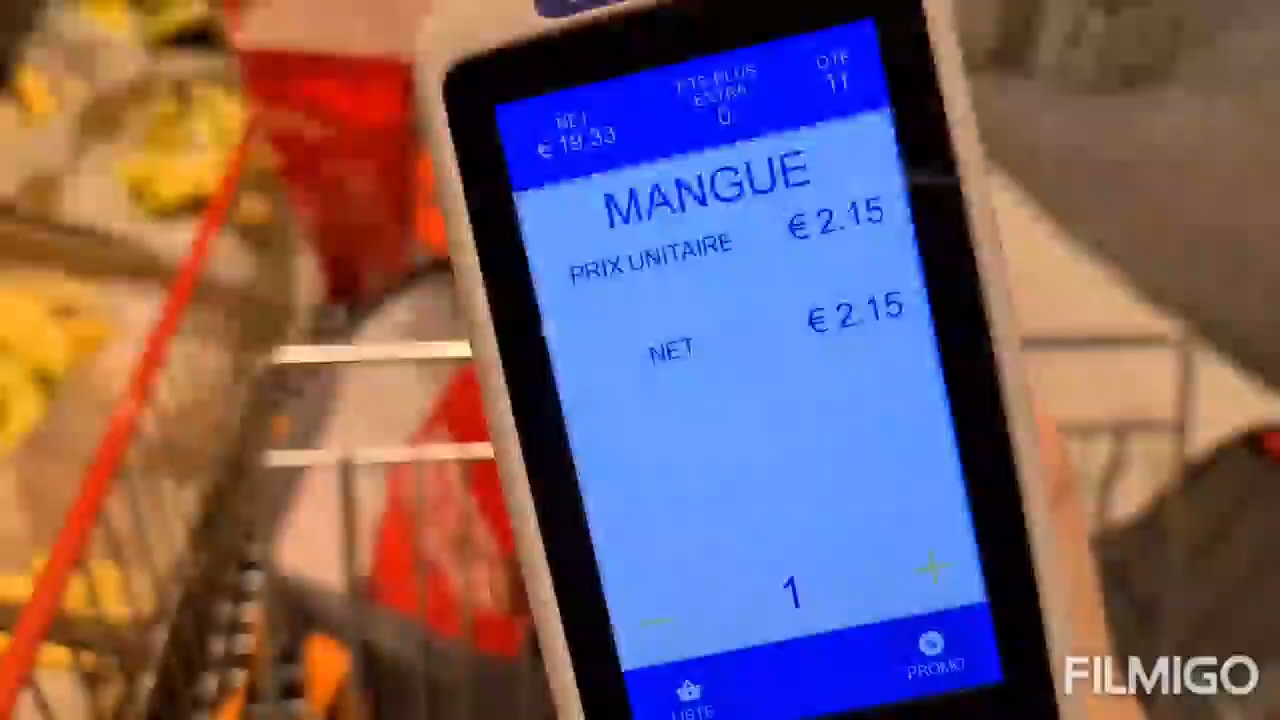 NET
€ 19.33
PTS PLUS
EXTRA
0
QTE
11
MANGUE
PRIX UNITAIRE € 2.15
NET € 2.15
- 1 +
LISTE
PROMO
FILMIGO